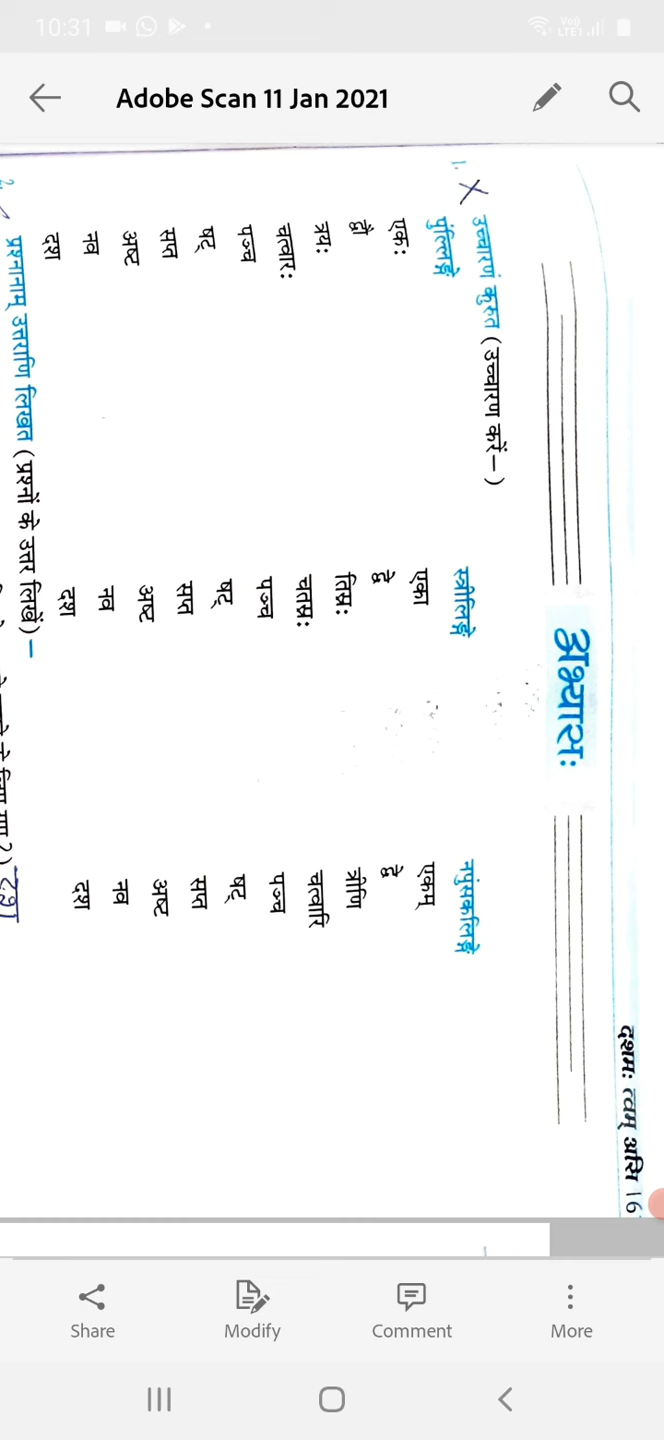 10:31
Adobe Scan 11 Jan 2021
दशमः त्वम् असि 16
अभ्यासः
1. उच्चारणं कुरुत (उच्चारण करें–)
पुंल्लिङ्गे स्त्रीलिङ्गे नपुंसकलिङ्गे
एकः एका एकम्
द्वौ द्वे द्वे
त्रयः तिस्रः त्रीणि
चत्वारः चतस्रः चत्वारि
पञ्च पञ्च पञ्च
षट् षट् षट्
सप्त सप्त सप्त
अष्ट अष्ट अष्ट
नव नव नव
दश दश दश
2. प्रश्नानाम् उत्तराणि लिखत (प्रश्नों के उत्तर लिखें) –
Share Modify Comment More